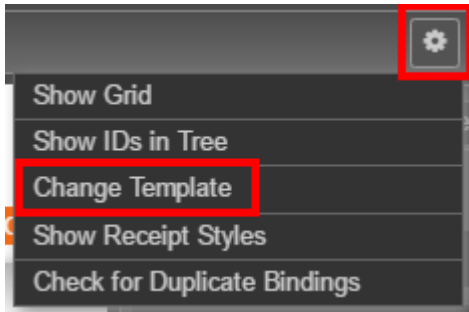 Show Grid
Show IDs in Tree
Change Template
Show Receipt Styles
Check for Duplicate Bindings